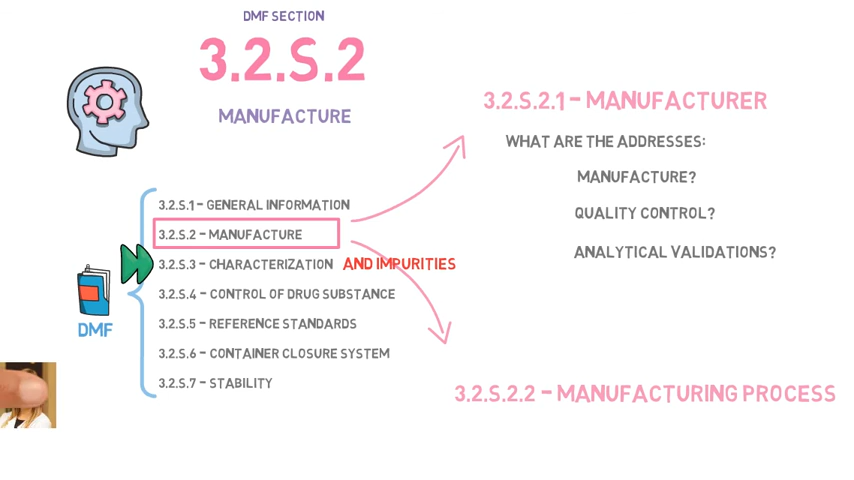 DMF SECTION
3.2.S.2
MANUFACTURE
3.2.S.1 – GENERAL INFORMATION
3.2.S.2 – MANUFACTURE
3.2.S.3 – CHARACTERIZATION AND IMPURITIES
3.2.S.4 – CONTROL OF DRUG SUBSTANCE
3.2.S.5 – REFERENCE STANDARDS
3.2.S.6 – CONTAINER CLOSURE SYSTEM
3.2.S.7 – STABILITY
DMF
3.2.S.2.1 – MANUFACTURER
WHAT ARE THE ADDRESSES:
MANUFACTURE?
QUALITY CONTROL?
ANALYTICAL VALIDATIONS?
3.2.S.2.2 – MANUFACTURING PROCESS